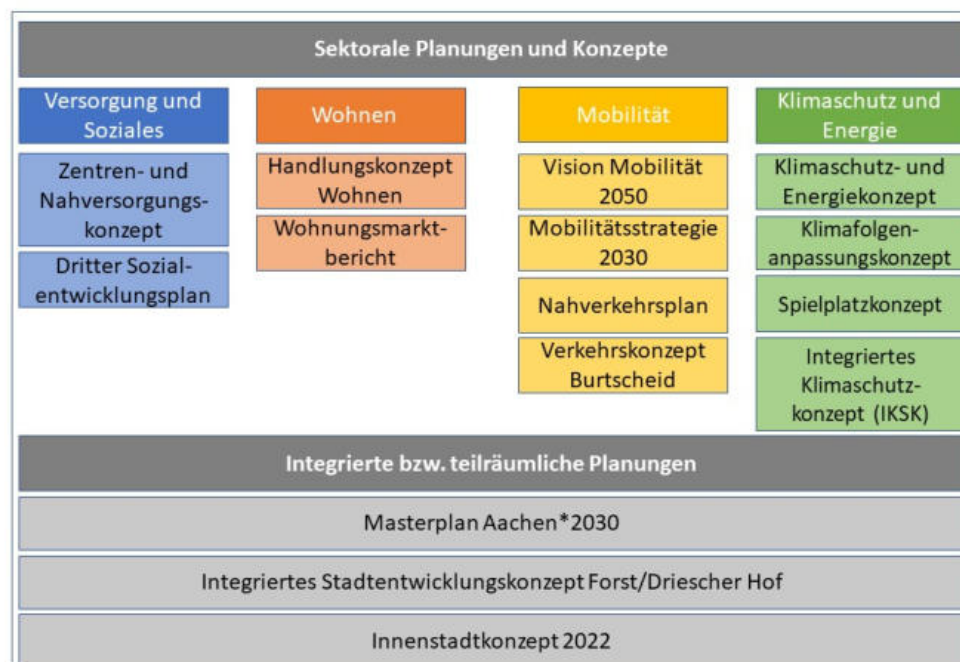 Sektorale Planungen und Konzepte
Versorgung und
Soziales
Zentren- und
Nahversorgungs-
konzept
Dritter Sozial-
entwicklungsplan
Wohnen
Handlungskonzept
Wohnen
Wohnungsmarkt-
bericht
Mobilität
Vision Mobilität
2050
Mobilitätsstrategie
2030
Nahverkehrsplan
Verkehrskonzept
Burtscheid
Klimaschutz und
Energie
Klimaschutz- und
Energiekonzept
Klimafolgen-
anpassungskonzept
Spielplatzkonzept
Integriertes
Klimaschutz-
konzept (IKSK)
Integrierte bzw. teilräumliche Planungen
Masterplan Aachen*2030
Integriertes Stadtentwicklungskonzept Forst/Driescher Hof
Innenstadtkonzept 2022